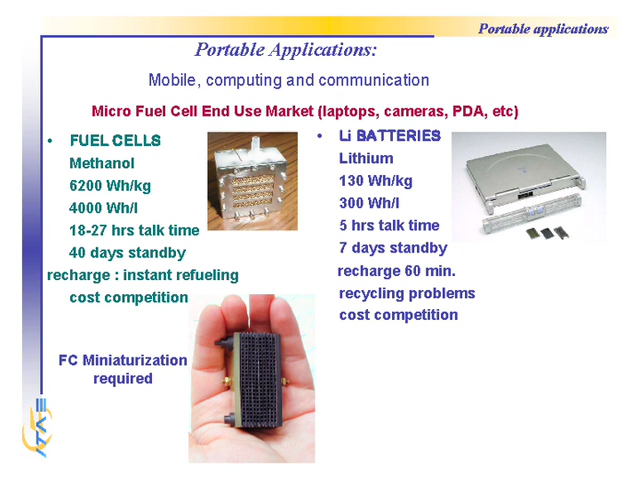 Portable applications
Portable Applications:
Mobile, computing and communication
Micro Fuel Cell End Use Market (laptops, cameras, PDA, etc)
• FUEL CELLS
Methanol
6200 Wh/kg
4000 Wh/l
18-27 hrs talk time
40 days standby
recharge : instant refueling
cost competition
• Li BATTERIES
Lithium
130 Wh/kg
300 Wh/l
5 hrs talk time
7 days standby
recharge 60 min.
recycling problems
cost competition
FC Miniaturization
required
ITAE